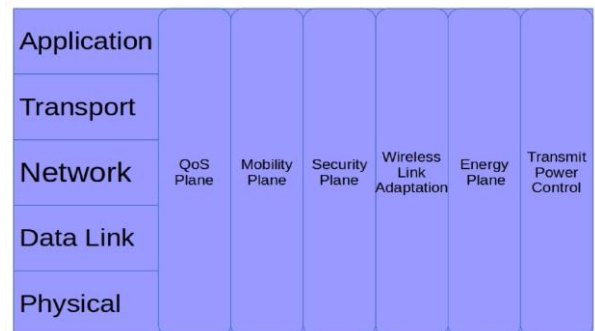 Application
Transport
Network
Data Link
Physical
QoS
Plane
Mobility
Plane
Security
Plane
Wireless
Link
Adaptation
Energy
Plane
Transmit
Power
Control